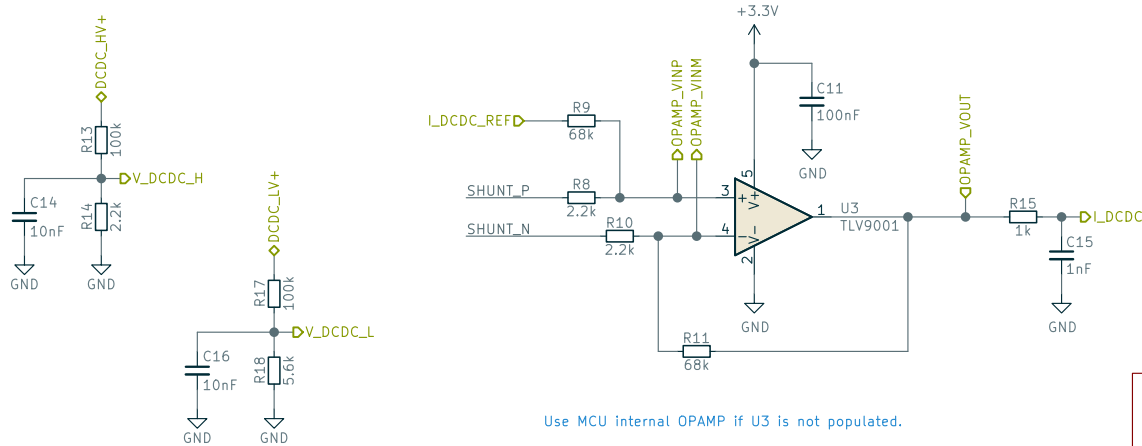 DCDC_HV+
R13
100k
V_DCDC_H
C14
10nF
R14
2.2k
GND
GND
DCDC_LV+
R17
100k
V_DCDC_L
C16
10nF
R18
5.6k
GND
GND
+3.3V
C11
100nF
GND
I_DCDC_REF
R9
68k
OPAMP_VINP
OPAMP_VINM
SHUNT_P
R8
2.2k
SHUNT_N
R10
2.2k
3
4
5
2
1
+
-
V+
V-
U3
TLV9001
GND
R11
68k
OPAMP_VOUT
R15
1k
I_DCDC
C15
1nF
GND
Use MCU internal OPAMP if U3 is not populated.